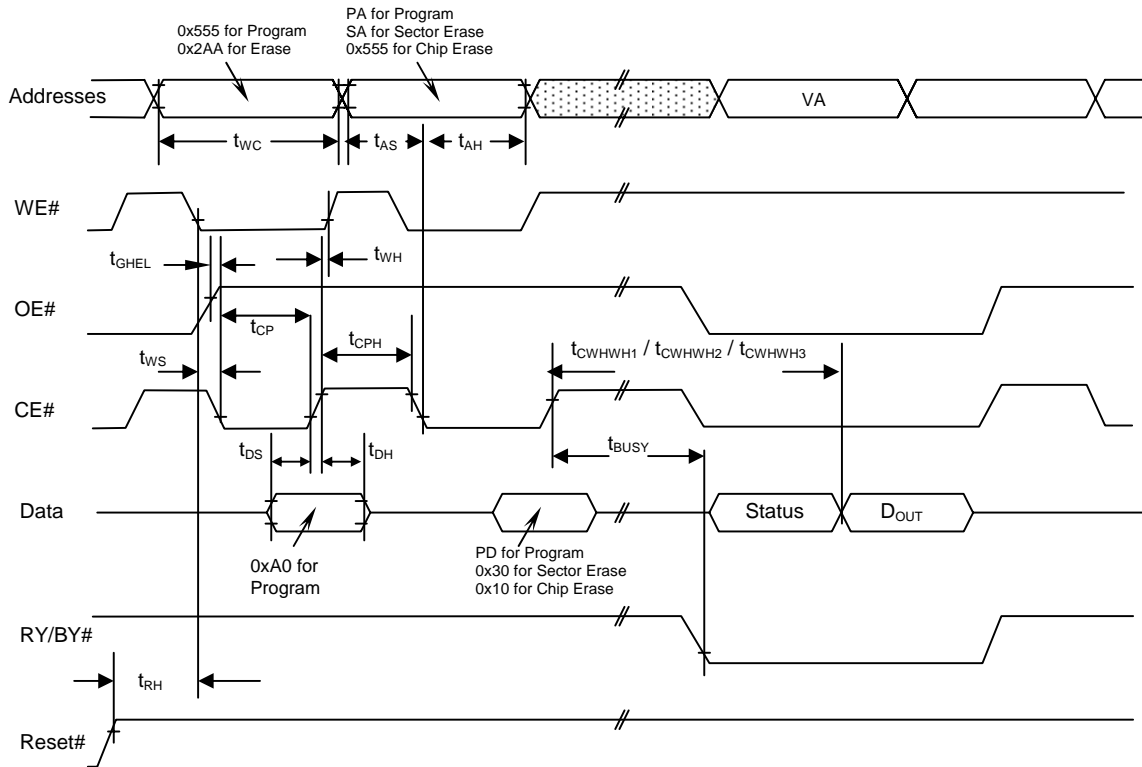 0x555 for Program
0x2AA for Erase
PA for Program
SA for Sector Erase
0x555 for Chip Erase
Addresses
VA
tWC
tAS
tAH
WE#
tGHEL
tWH
OE#
tCP
tCPH
tCWHWH1 / tCWHWH2 / tCWHWH3
tWS
CE#
tDS
tDH
tBUSY
Data
Status
DOUT
0xA0 for
Program
PD for Program
0x30 for Sector Erase
0x10 for Chip Erase
RY/BY#
tRH
Reset#